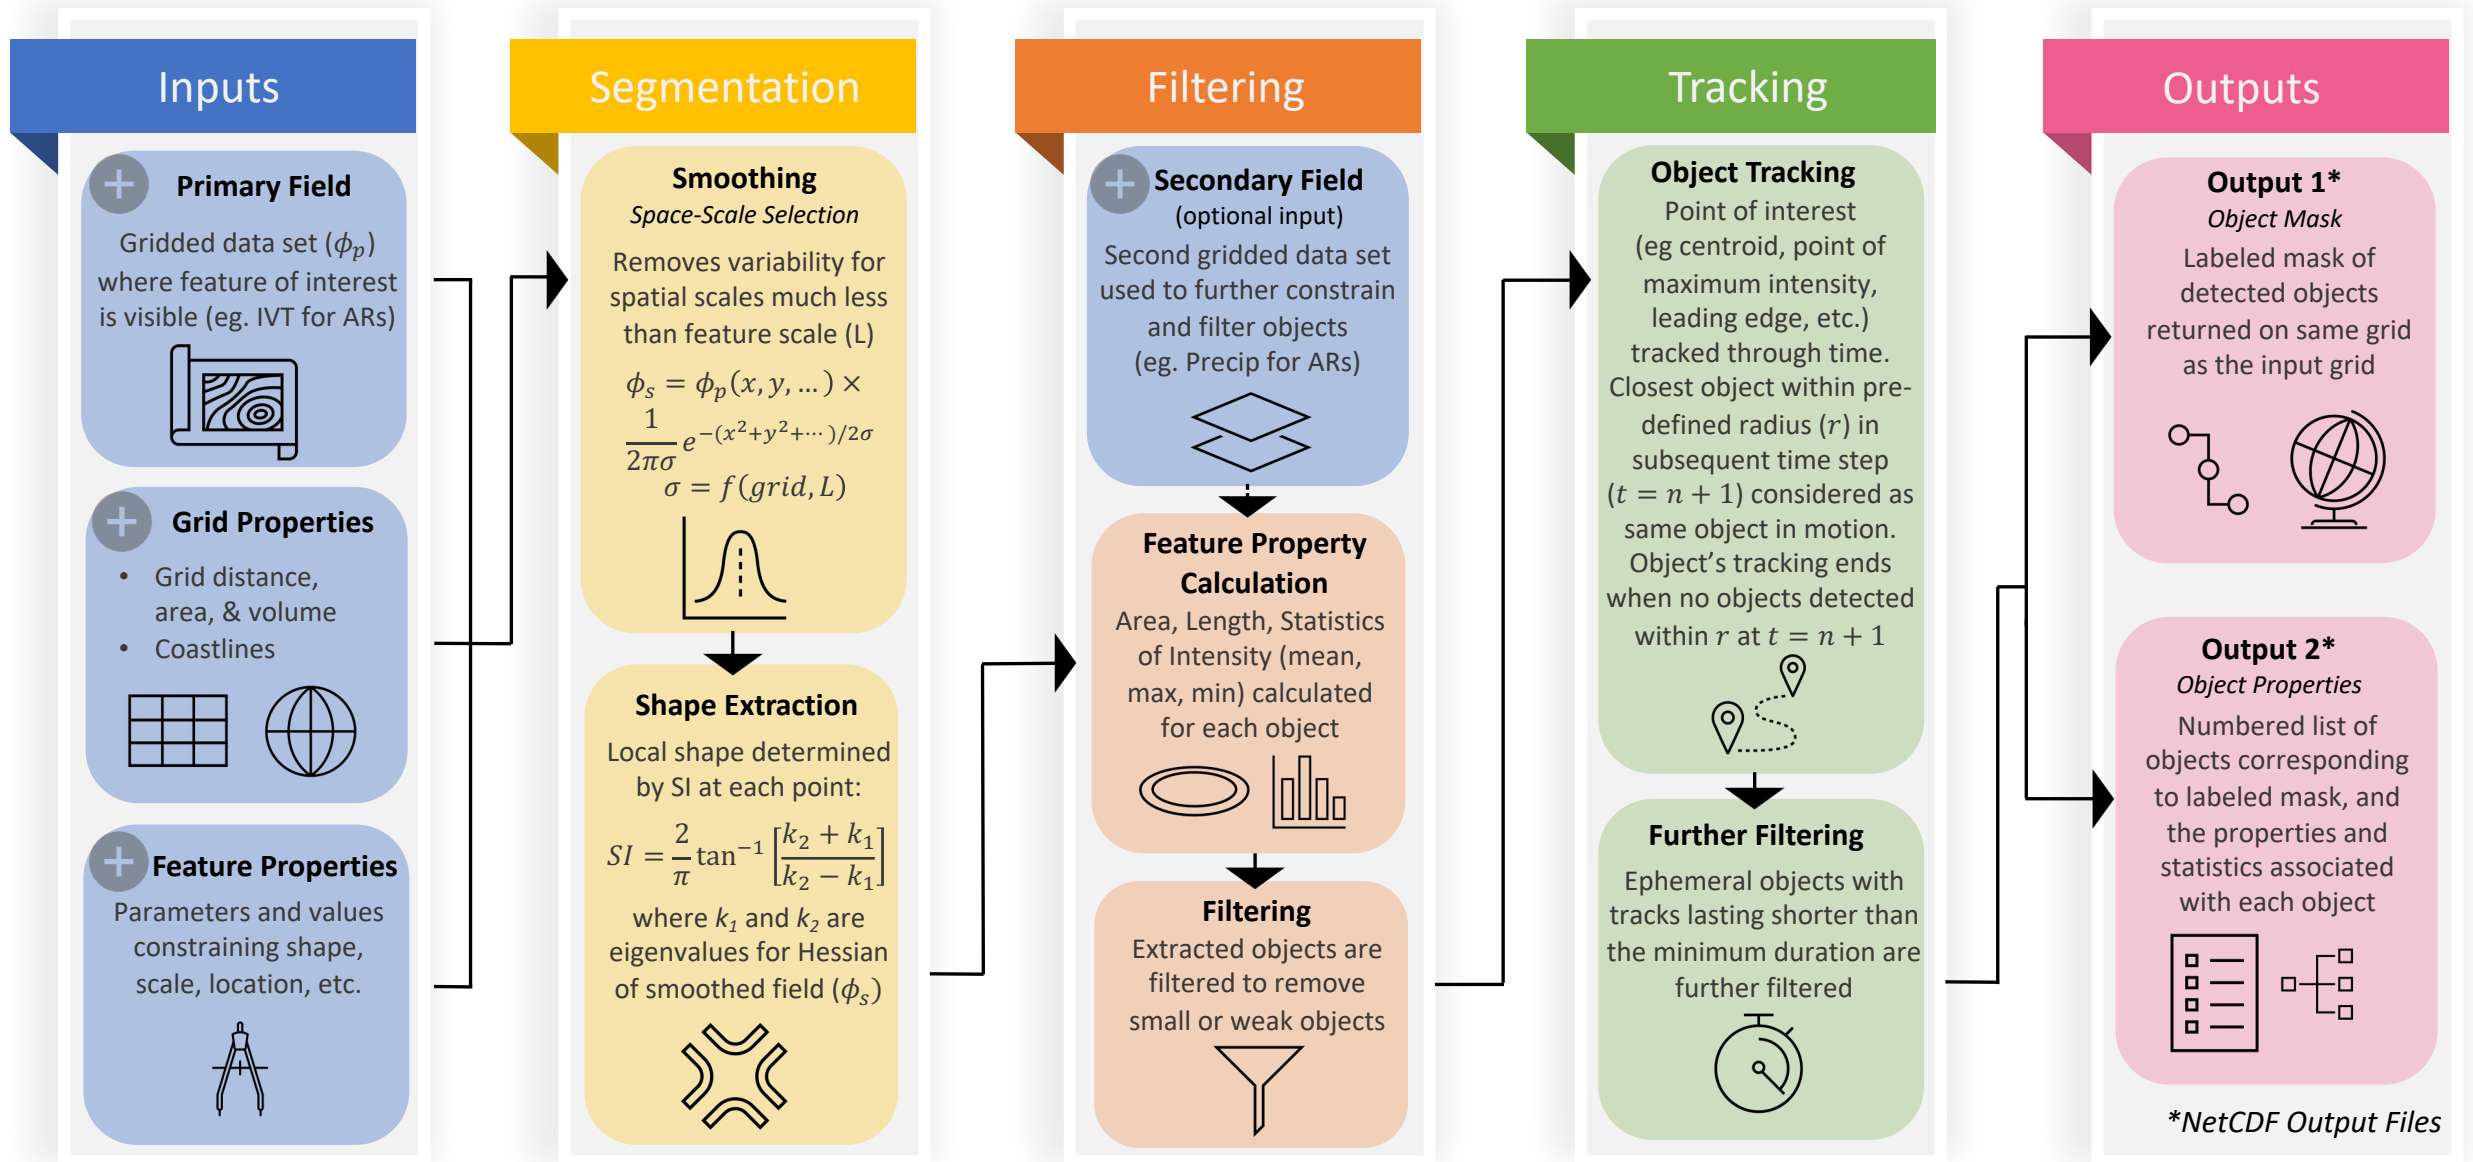 Inputs
Primary Field
Gridded data set (ϕ_p)
where feature of interest
is visible (eg. IVT for ARs)
Grid Properties
• Grid distance,
area, & volume
• Coastlines
Feature Properties
Parameters and values
constraining shape,
scale, location, etc.
Segmentation
Smoothing
Space-Scale Selection
Removes variability for
spatial scales much less
than feature scale (L)
ϕ_s = ϕ_p(x, y, … ) ×
1/(2πσ) e^(−(x²+y²+⋯)/2σ)
σ = f(grid, L)
Shape Extraction
Local shape determined
by SI at each point:
SI = 2/π tan⁻¹ [(k₂ + k₁)/(k₂ − k₁)]
where k₁ and k₂ are
eigenvalues for Hessian
of smoothed field (ϕ_s)
Filtering
Secondary Field
(optional input)
Second gridded data set
used to further constrain
and filter objects
(eg. Precip for ARs)
Feature Property
Calculation
Area, Length, Statistics
of Intensity (mean,
max, min) calculated
for each object
Filtering
Extracted objects are
filtered to remove
small or weak objects
Tracking
Object Tracking
Point of interest
(eg centroid, point of
maximum intensity,
leading edge, etc.)
tracked through time.
Closest object within pre-
defined radius (r) in
subsequent time step
(t = n + 1) considered as
same object in motion.
Object’s tracking ends
when no objects detected
within r at t = n + 1
Further Filtering
Ephemeral objects with
tracks lasting shorter than
the minimum duration are
further filtered
Outputs
Output 1*
Object Mask
Labeled mask of
detected objects
returned on same grid
as the input grid
Output 2*
Object Properties
Numbered list of
objects corresponding
to labeled mask, and
the properties and
statistics associated
with each object
*NetCDF Output Files